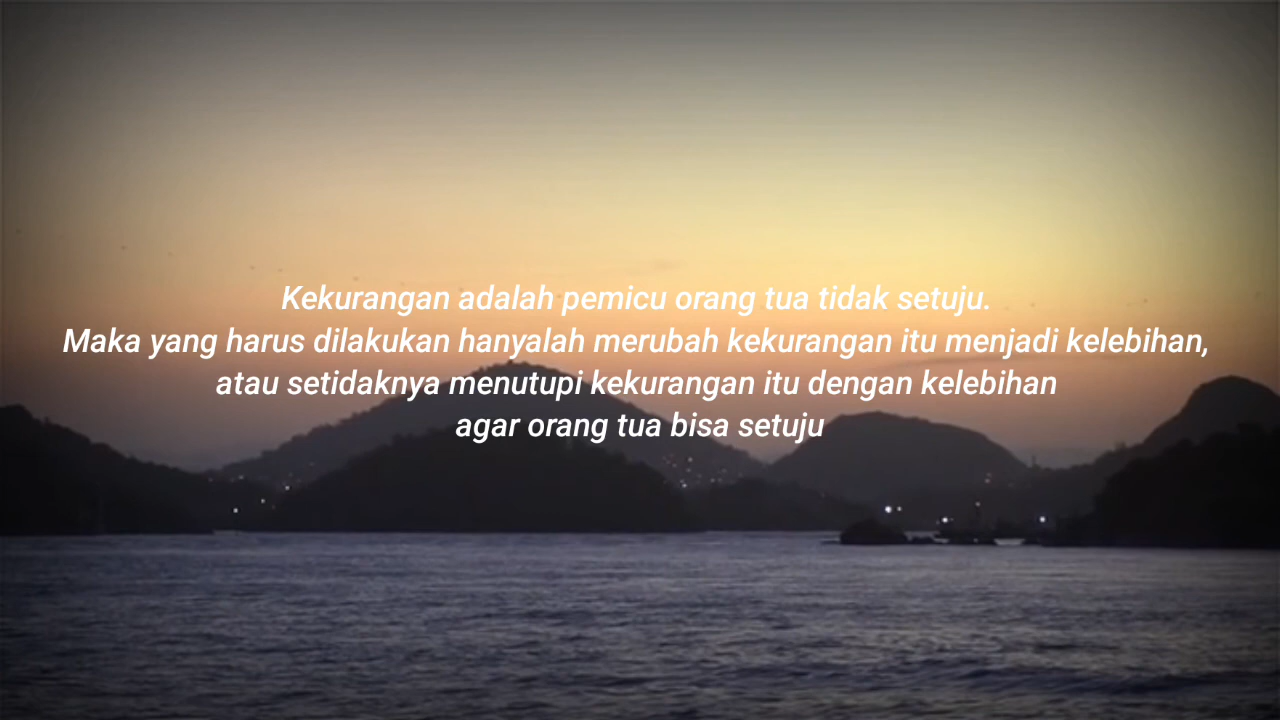 Kekurangan adalah pemicu orang tua tidak setuju.
Maka yang harus dilakukan hanyalah merubah kekurangan itu menjadi kelebihan,
atau setidaknya menutupi kekurangan itu dengan kelebihan
agar orang tua bisa setuju